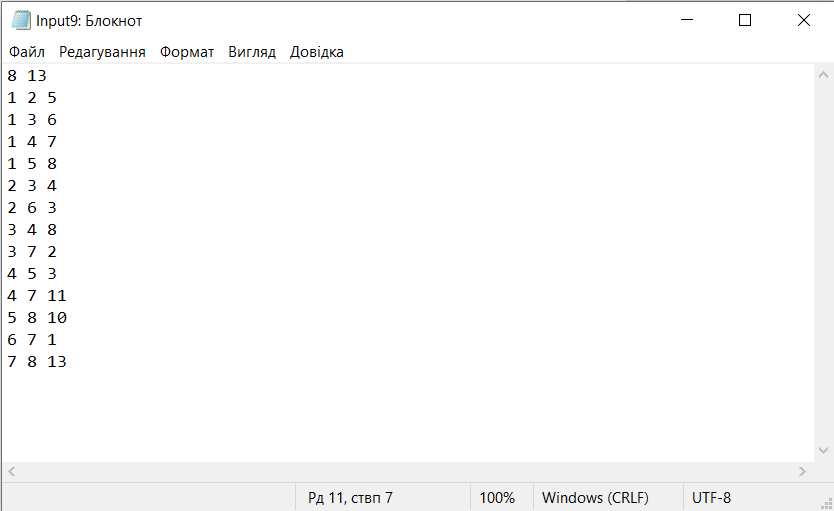 Input9: Блокнот
Файл Редагування Формат Вигляд Довідка
8 13
1 2 5
1 3 6
1 4 7
1 5 8
2 3 4
2 6 3
3 4 8
3 7 2
4 5 3
4 7 11
5 8 10
6 7 1
7 8 13
Рд 11, ствп 7 100% Windows (CRLF) UTF-8